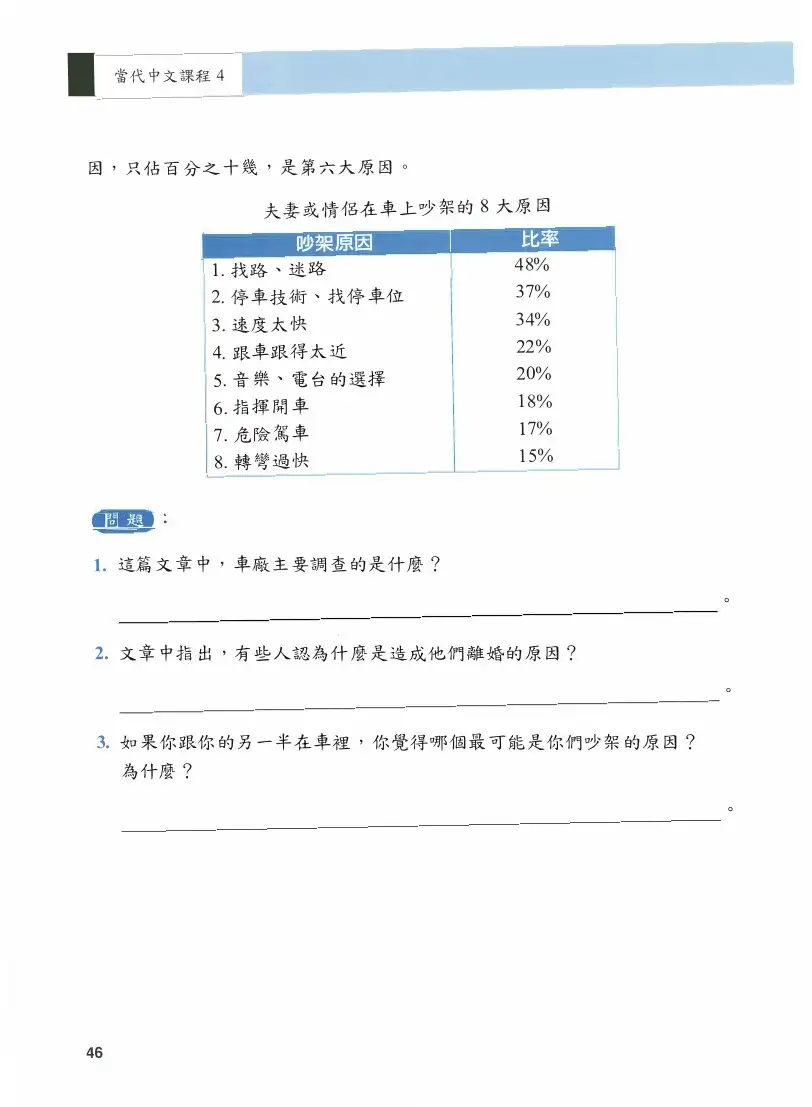 當代中文課程 4
因,只佔百分之十幾,是第六大原因。
夫妻或情侶在車上吵架的 8 大原因
吵架原因 比率
1. 找路、迷路 48%
2. 停車技術、找停車位 37%
3. 速度太快 34%
4. 跟車跟得太近 22%
5. 音樂、電台的選擇 20%
6. 指揮開車 18%
7. 危險駕車 17%
8. 轉彎過快 15%
問題:
1. 這篇文章中,車廠主要調查的是什麼?
。
2. 文章中指出,有些人認為什麼是造成他們離婚的原因?
。
3. 如果你跟你的另一半在車裡,你覺得哪個最可能是你們吵架的原因?
為什麼?
。
46